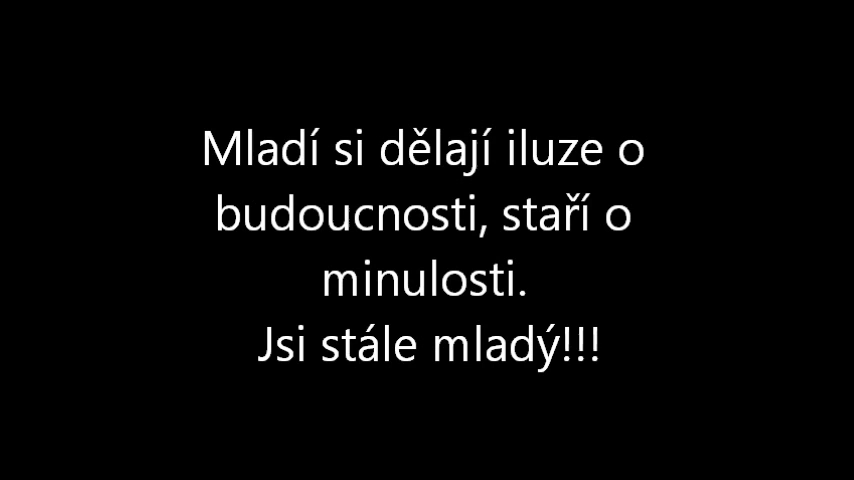 Mladí si dělají iluze o
budoucnosti, staří o
minulosti.
Jsi stále mladý!!!